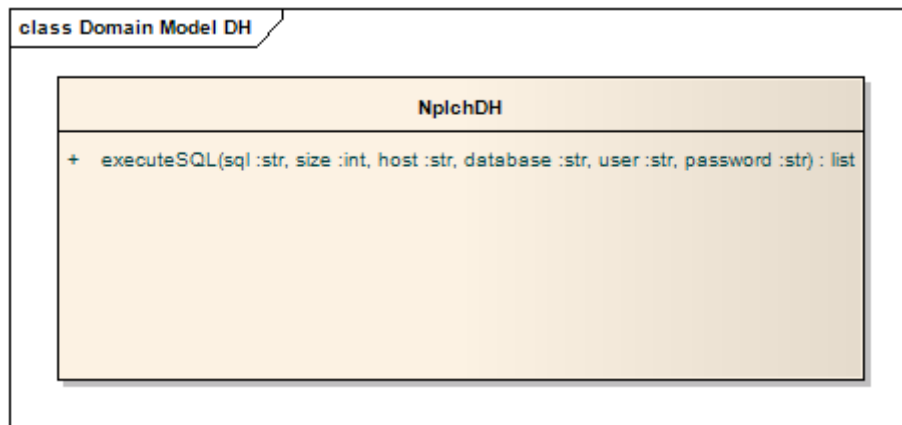 class Domain Model DH
NplchDH
+ executeSQL(sql :str, size :int, host :str, database :str, user :str, password :str) : list